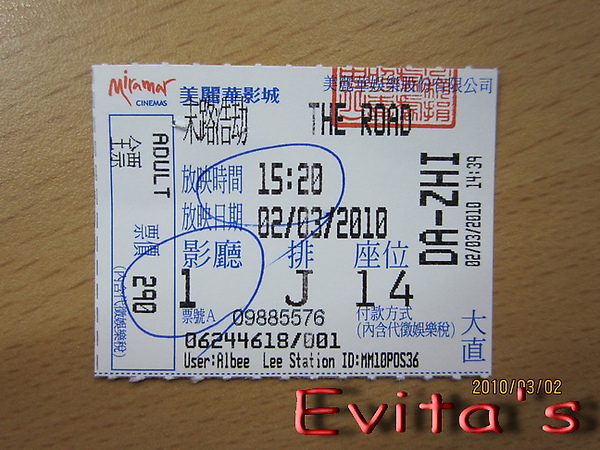 Miramar
CINEMAS
美麗華影城
美麗華娛樂股份有限公司
末路浩劫 THE ROAD
放映時間 15:20
放映日期 02/03/2010
影廳 排 座位
1 J 14
票號A 09885576
付款方式
(內含代徵娛樂稅)
06244618/001
User:Albee Lee Station ID:MM10POS36
ADULT
票價 290
(內含代徵娛樂稅)
DA-ZHI
02/03/2010 14:39
大直
2010/03/02
Evita's